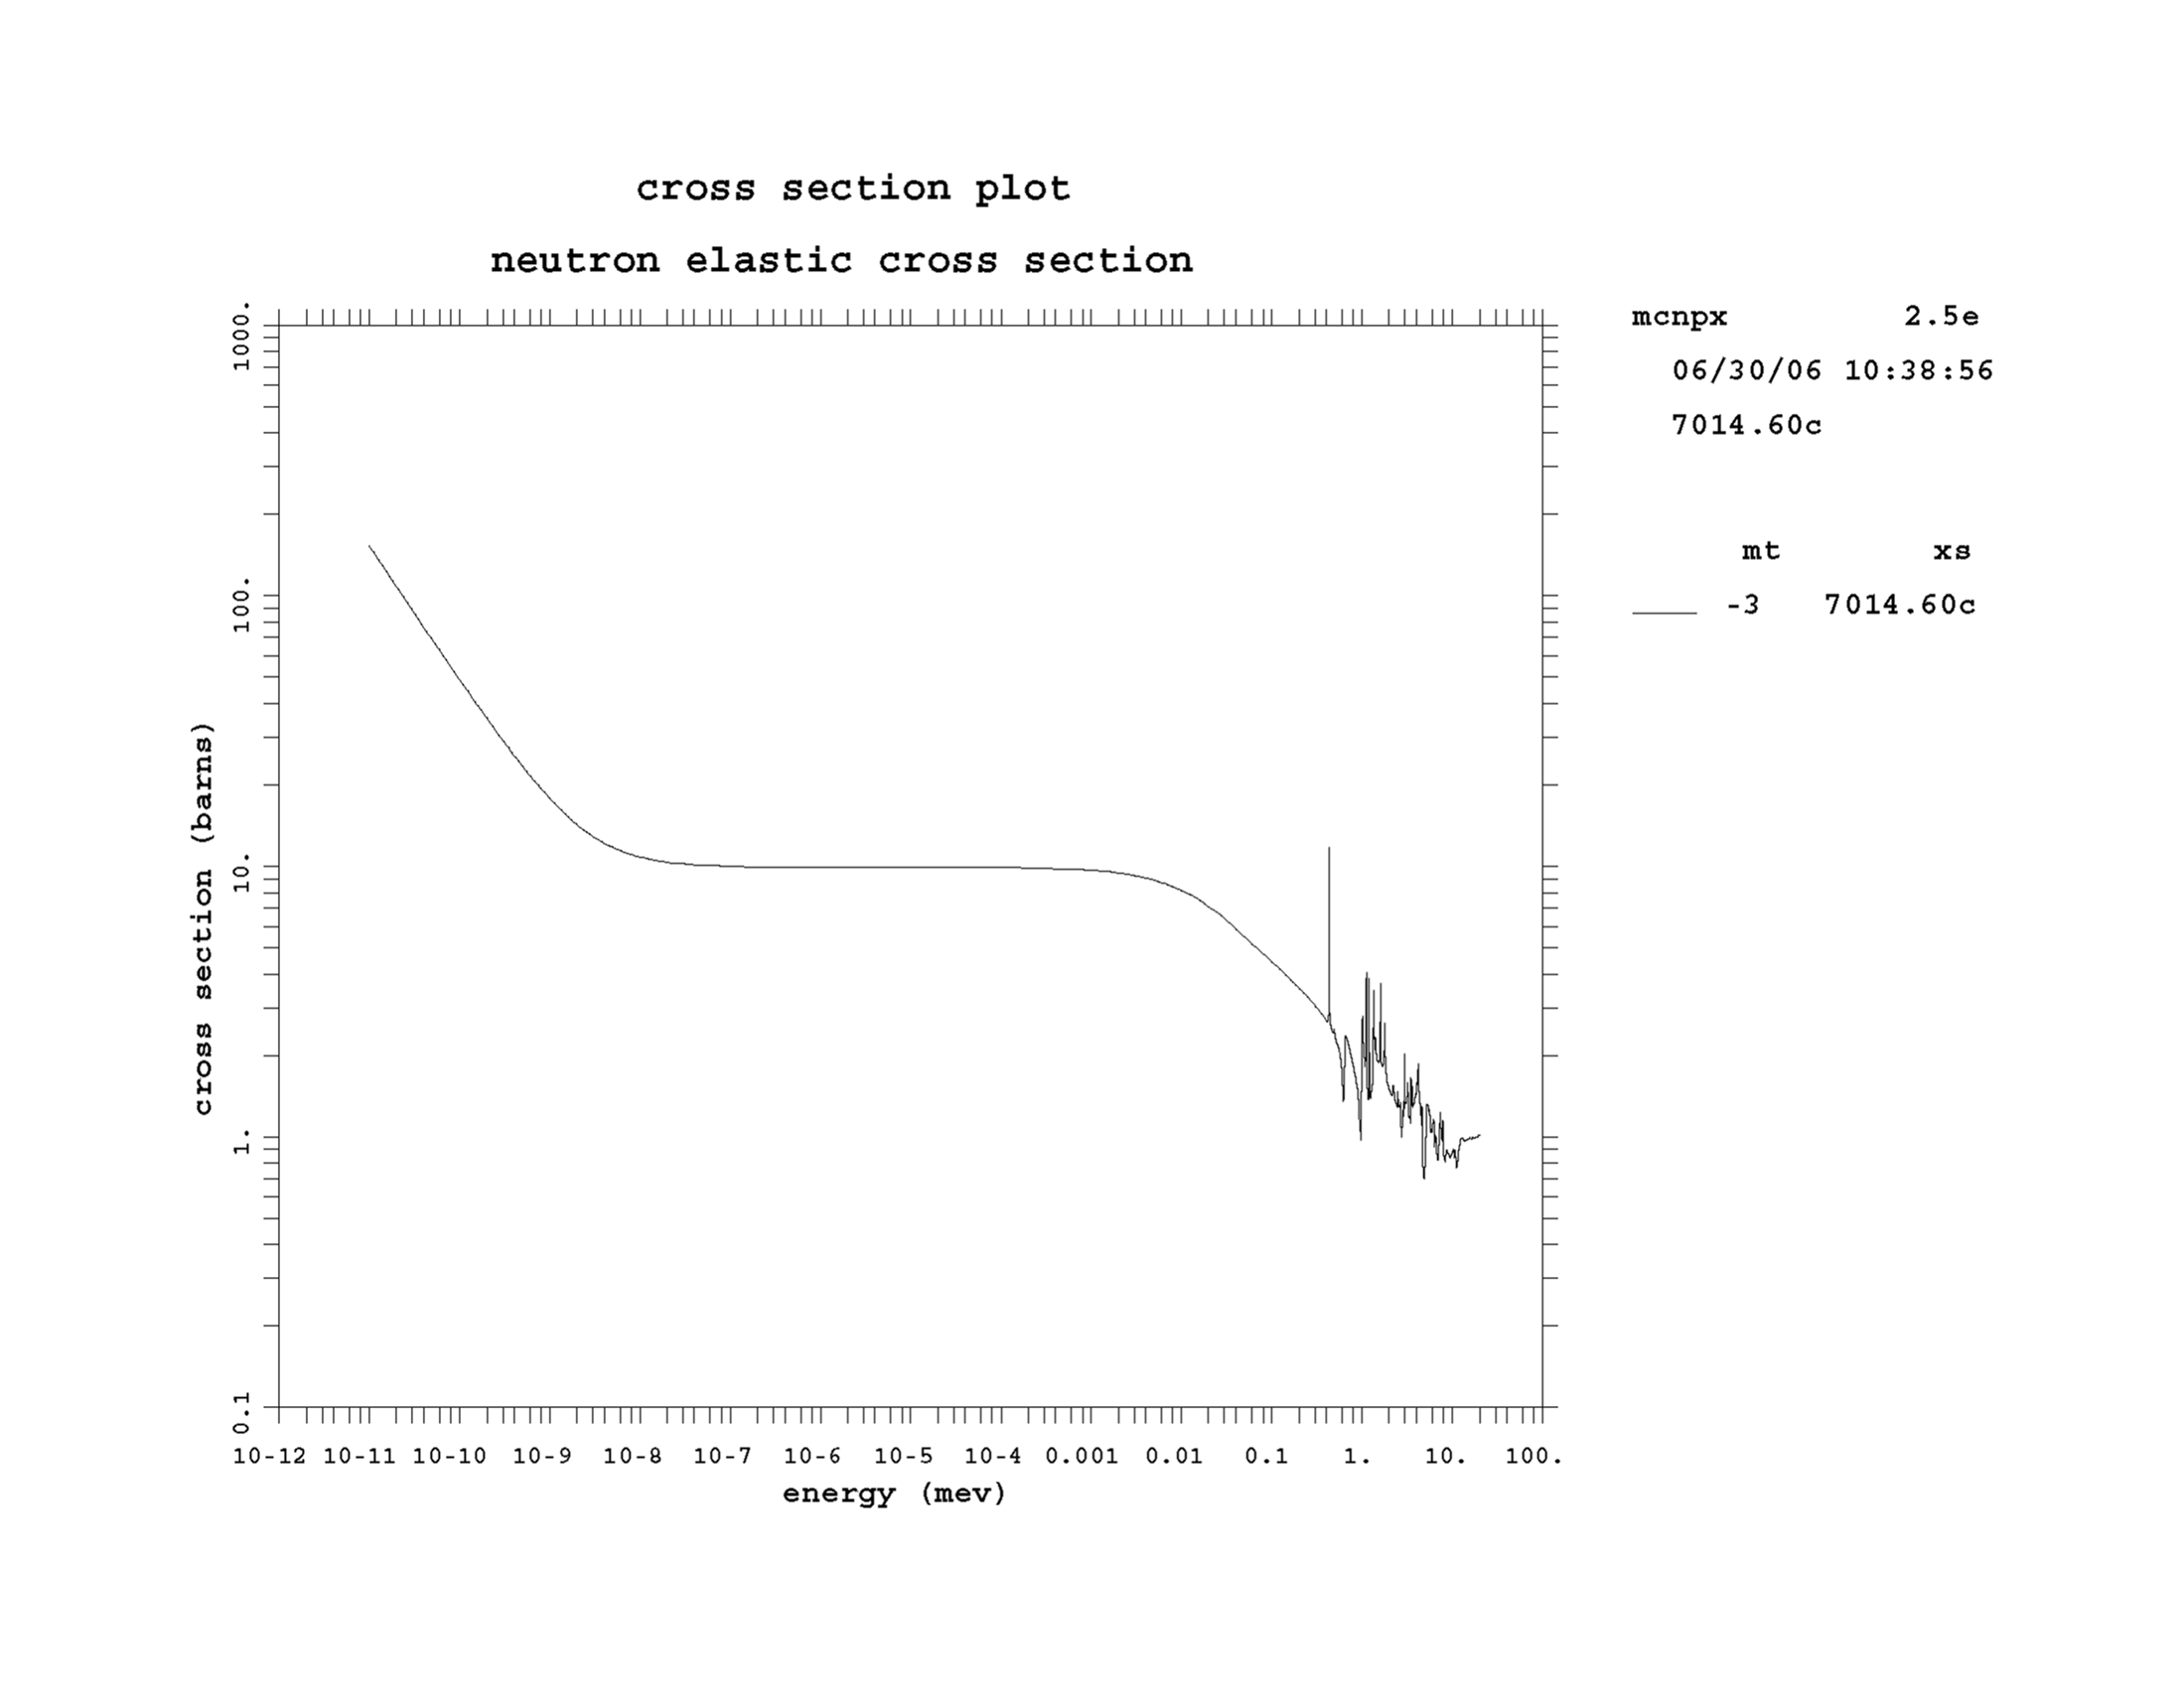 cross section plot
neutron elastic cross section
mcnpx 2.5e
06/30/06 10:38:56
7014.60c
mt xs
-3 7014.60c
cross section (barns)
1000.
100.
10.
1.
0.1
10-12 10-11 10-10 10-9 10-8 10-7 10-6 10-5 10-4 0.001 0.01 0.1 1. 10. 100.
energy (mev)